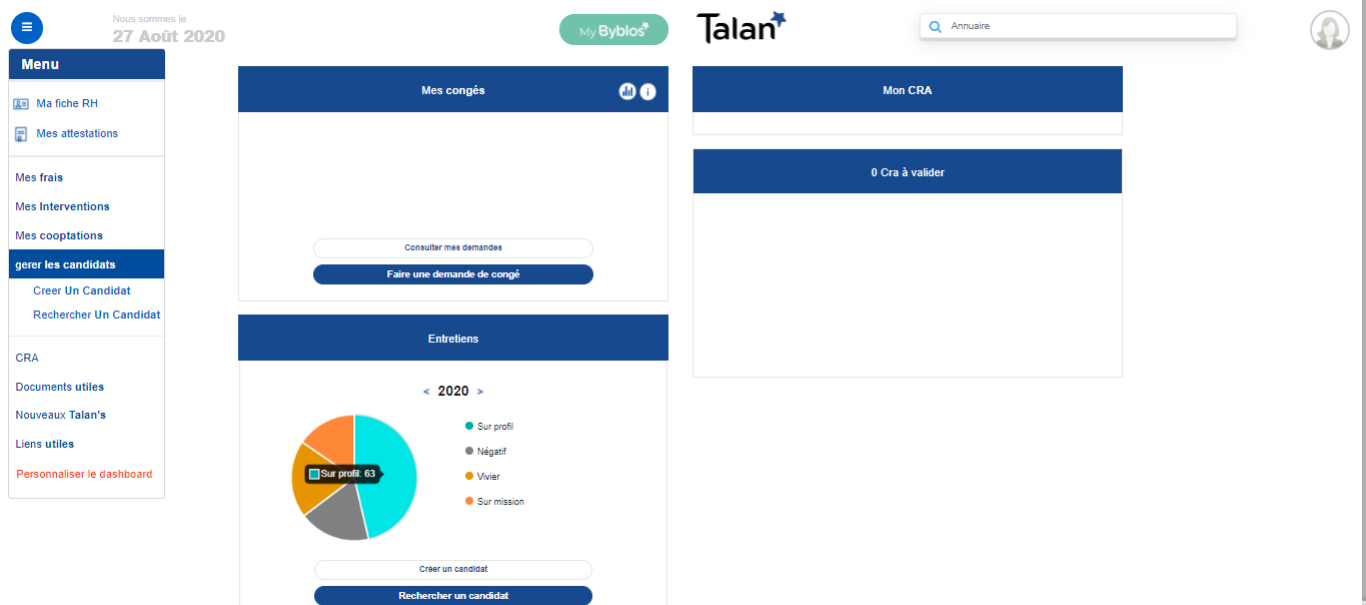 Nous sommes le
27 Août 2020
My Byblos
Talan
Annuaire
Menu
Ma fiche RH
Mes attestations
Mes frais
Mes Interventions
Mes cooptations
gerer les candidats
Creer Un Candidat
Rechercher Un Candidat
CRA
Documents utiles
Nouveaux Talan's
Liens utiles
Personnaliser le dashboard
Mes congés
i
Consulter mes demandes
Faire une demande de congé
Entretiens
< 2020 >
Sur profil: 63
Sur profil
Négatif
Vivier
Sur mission
Créer un candidat
Rechercher un candidat
Mon CRA
0 Cra à valider